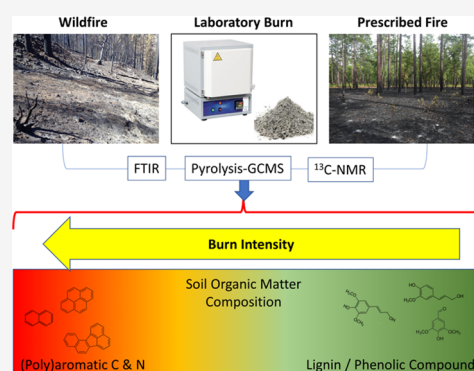 Wildfire
Laboratory Burn
Prescribed Fire
FTIR
Pyrolysis-GCMS
¹³C-NMR
Burn Intensity
Soil Organic Matter
Composition
(Poly)aromatic C & N
Lignin / Phenolic Compound